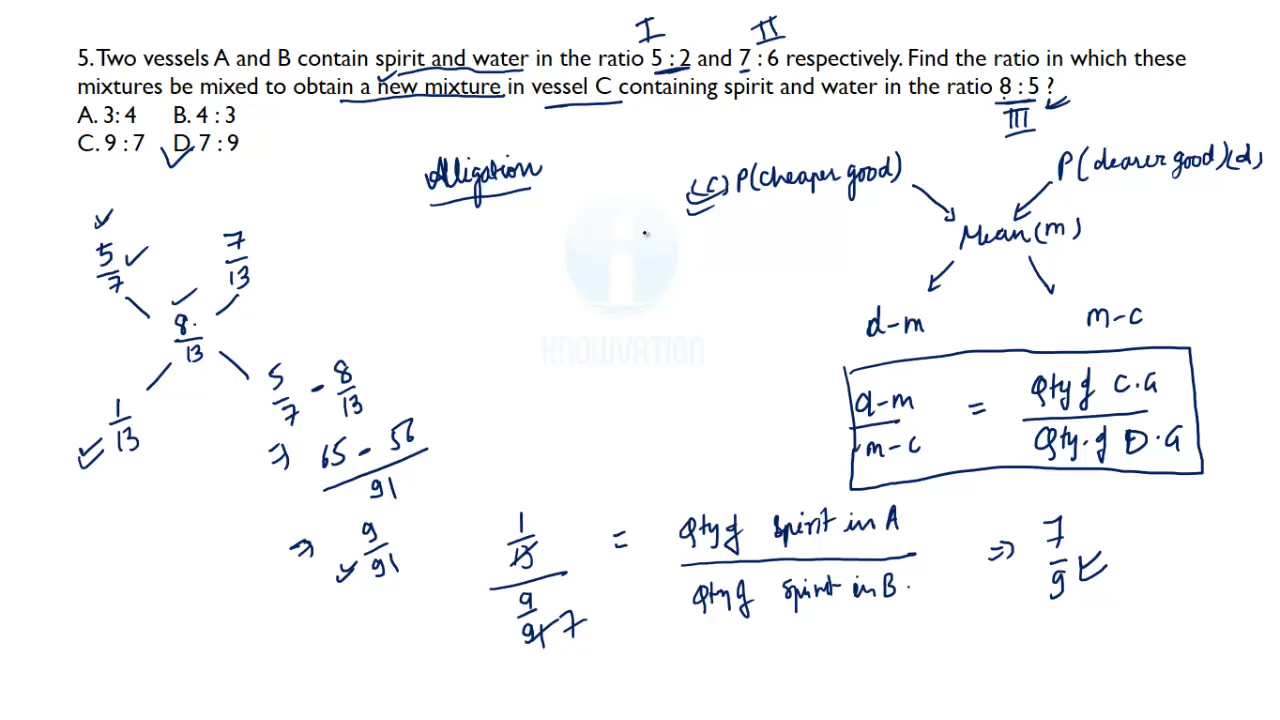 I II
5. Two vessels A and B contain spirit and water in the ratio 5 : 2 and 7 : 6 respectively. Find the ratio in which these
mixtures be mixed to obtain a new mixture in vessel C containing spirit and water in the ratio 8 : 5 ?
III
A. 3: 4 B. 4 : 3
C. 9 : 7 D. 7 : 9
Alligation
(c) P(cheaper good) P(dearer good)(d)
Mean(m)
d-m m-c
d-m / m-c = Qty of C.G / Qty. of D.G
5/7 7/13
8/13
1/13 5/7 - 8/13
⇒ 65 - 56 / 91
⇒ 9/91
1/13 / 9/91 7 = Qty of spirit in A / Qty of spirit in B. ⇒ 7/9
KNOWVATION